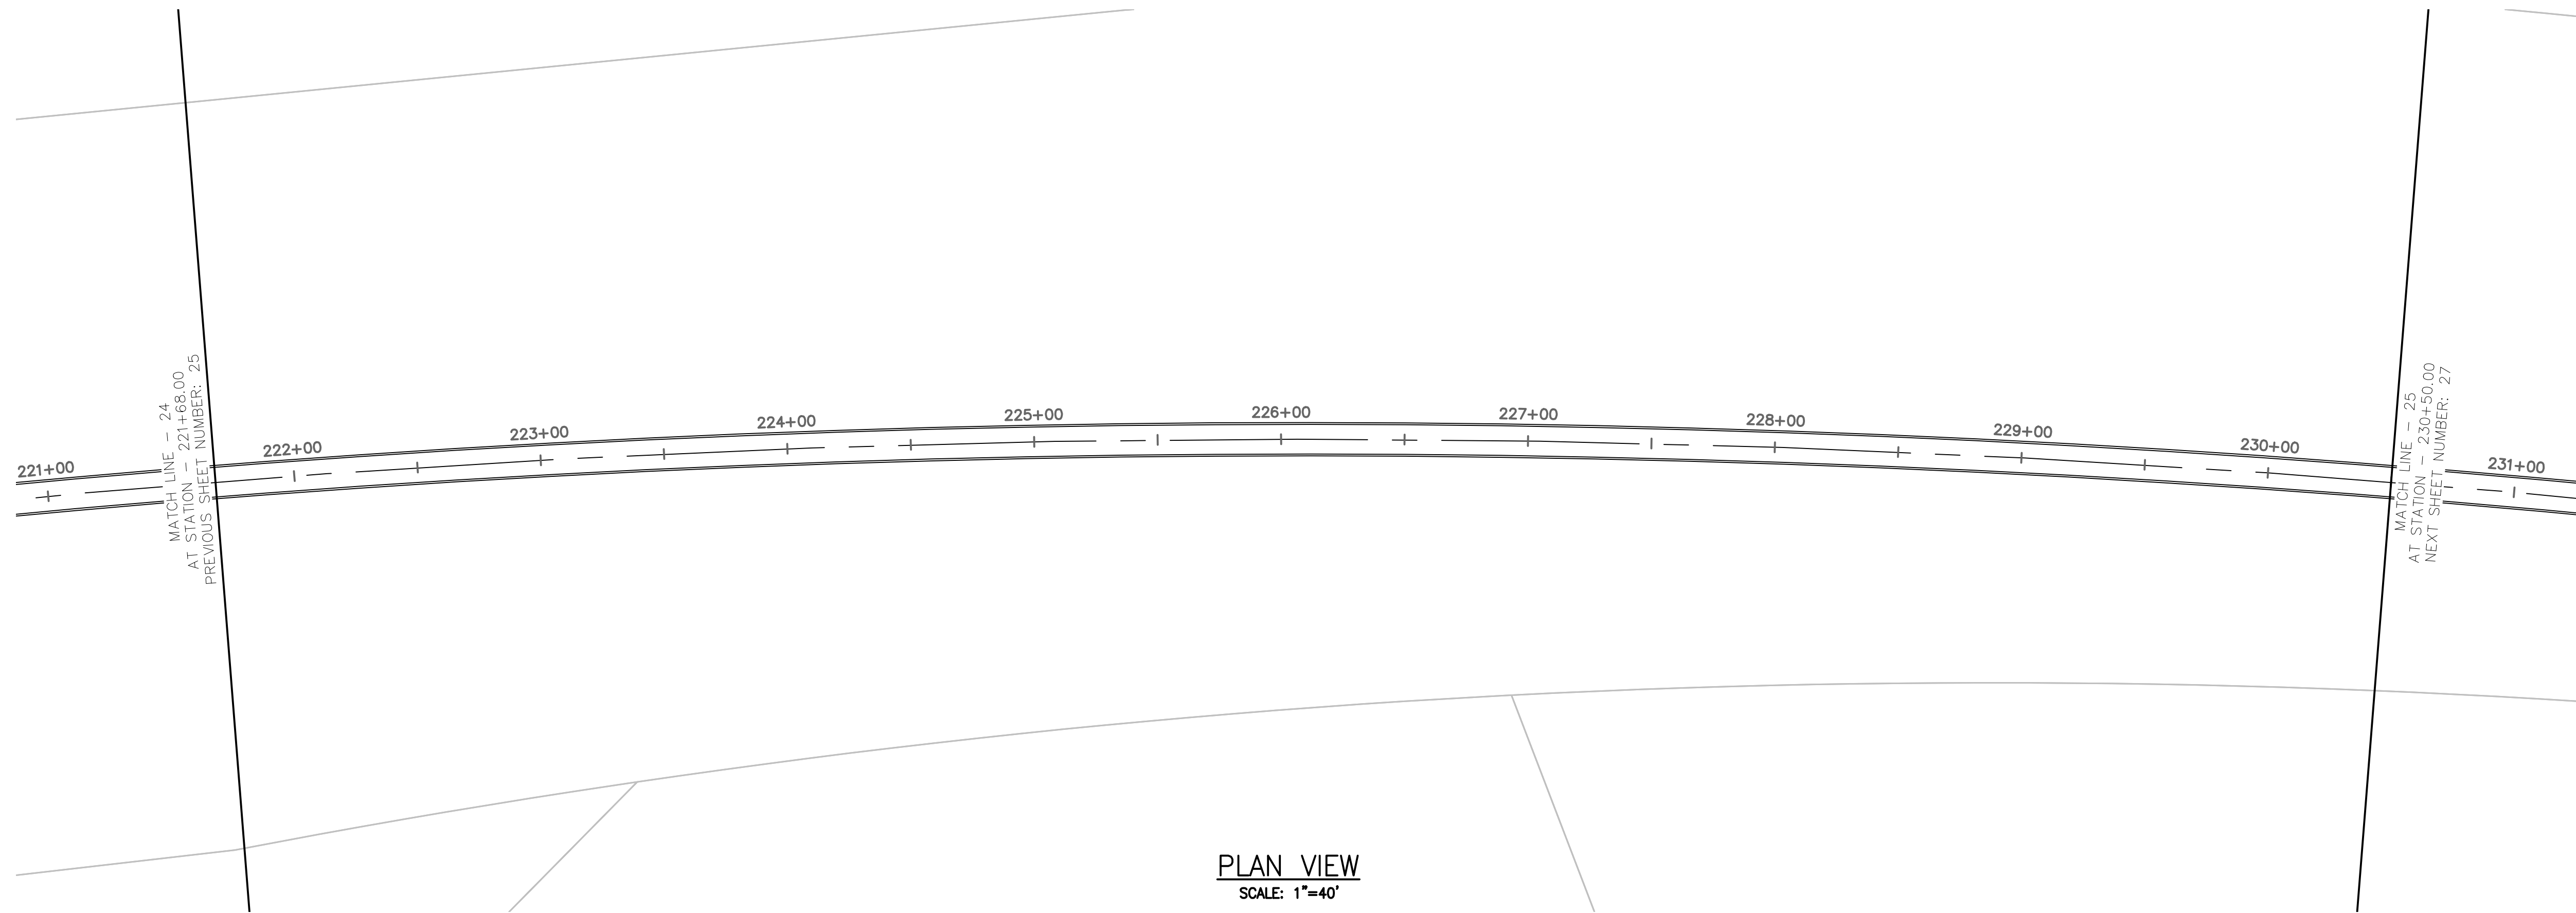 MATCH LINE - 24
AT STATION - 221+68.00
PREVIOUS SHEET NUMBER: 25
221+00
222+00
223+00
224+00
225+00
226+00
227+00
228+00
229+00
230+00
231+00
MATCH LINE - 25
AT STATION - 230+50.00
NEXT SHEET NUMBER: 27
PLAN VIEW
SCALE: 1"=40'